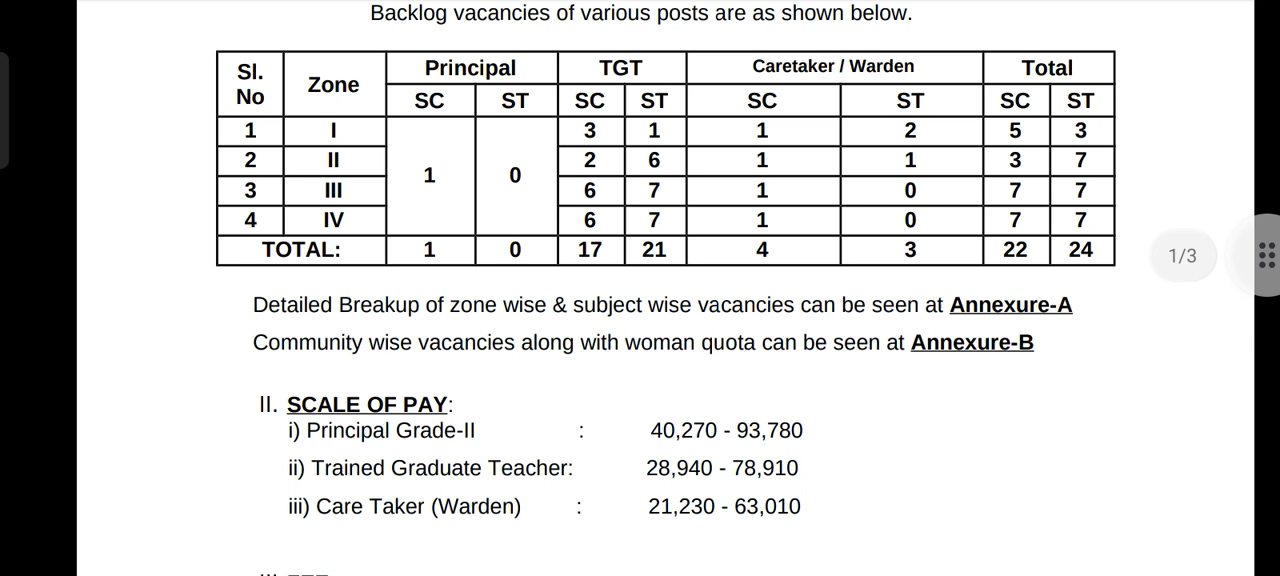 Backlog vacancies of various posts are as shown below.
Sl. No Zone Principal TGT Caretaker / Warden Total
SC ST SC ST SC ST SC ST
1 I 1 0 3 1 1 2 5 3
2 II 2 6 1 1 3 7
3 III 6 7 1 0 7 7
4 IV 6 7 1 0 7 7
TOTAL: 1 0 17 21 4 3 22 24
1/3
Detailed Breakup of zone wise & subject wise vacancies can be seen at Annexure-A
Community wise vacancies along with woman quota can be seen at Annexure-B
II. SCALE OF PAY:
i) Principal Grade-II : 40,270 - 93,780
ii) Trained Graduate Teacher: 28,940 - 78,910
iii) Care Taker (Warden) : 21,230 - 63,010